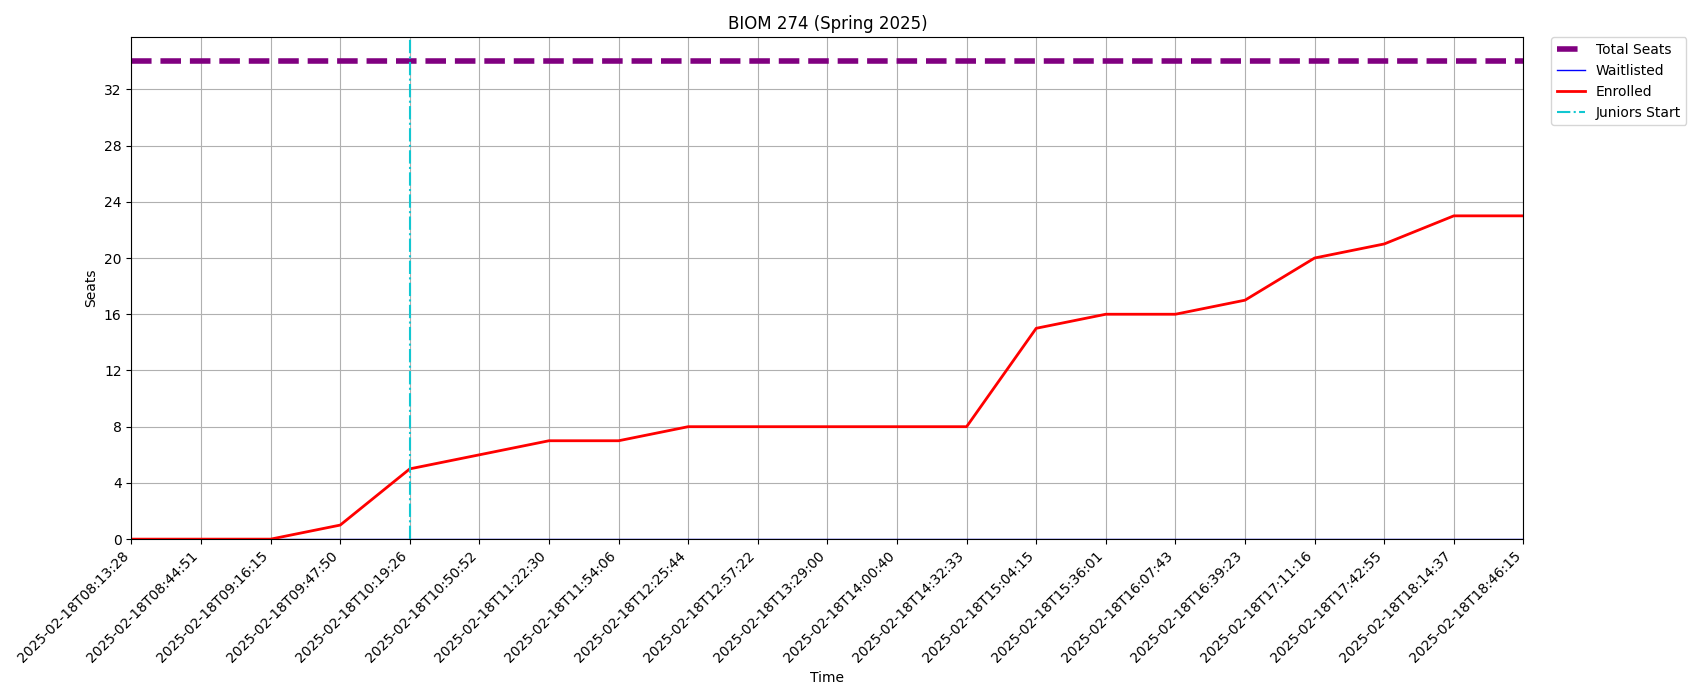 BIOM 274 (Spring 2025)
Total Seats
Waitlisted
Enrolled
Juniors Start
Seats
32
28
24
20
16
12
8
4
0
2025-02-18T08:13:28
2025-02-18T08:44:51
2025-02-18T09:16:15
2025-02-18T09:47:50
2025-02-18T10:19:26
2025-02-18T10:50:52
2025-02-18T11:22:30
2025-02-18T11:54:06
2025-02-18T12:25:44
2025-02-18T12:57:22
2025-02-18T13:29:00
2025-02-18T14:00:40
2025-02-18T14:32:33
2025-02-18T15:04:15
2025-02-18T15:36:01
2025-02-18T16:07:43
2025-02-18T16:39:23
2025-02-18T17:11:16
2025-02-18T17:42:55
2025-02-18T18:14:37
2025-02-18T18:46:13
Time